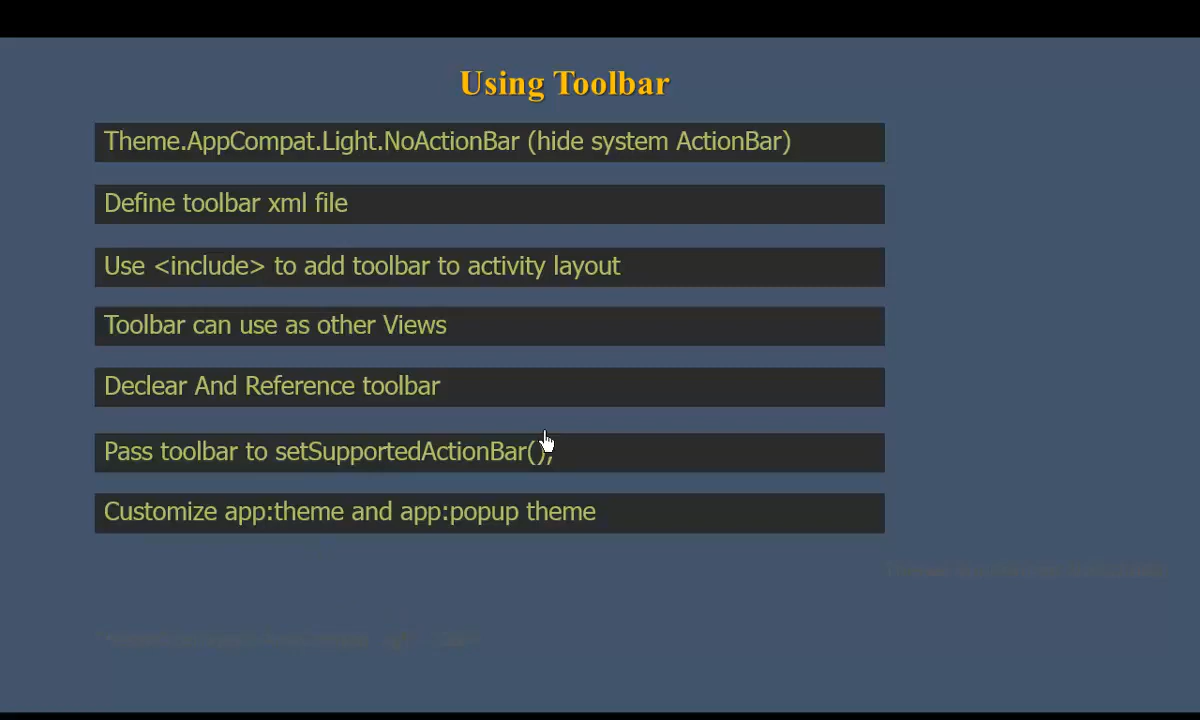 Using Toolbar
Theme.AppCompat.Light.NoActionBar (hide system ActionBar)
Define toolbar xml file
Use <include> to add toolbar to activity layout
Toolbar can use as other Views
Declear And Reference toolbar
Pass toolbar to setSupportedActionBar();
Customize app:theme and app:popup theme